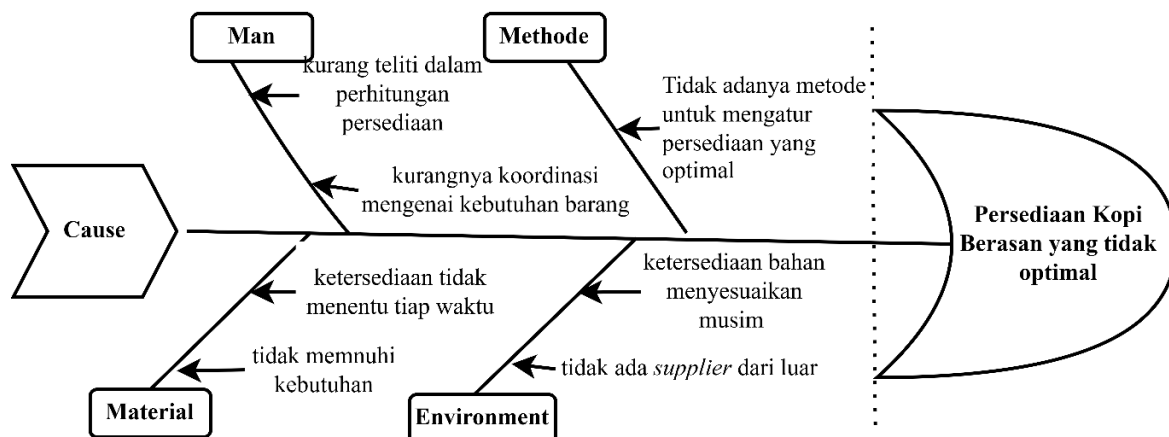 Man
kurang teliti dalam
perhitungan
persediaan
kurangnya koordinasi
mengenai kebutuhan barang
Methode
Tidak adanya metode
untuk mengatur
persediaan yang
optimal
Cause
Persediaan Kopi
Berasan yang tidak
optimal
ketersediaan tidak
menentu tiap waktu
tidak memnuhi
kebutuhan
Material
ketersediaan bahan
menyesuaikan
musim
tidak ada supplier dari luar
Environment